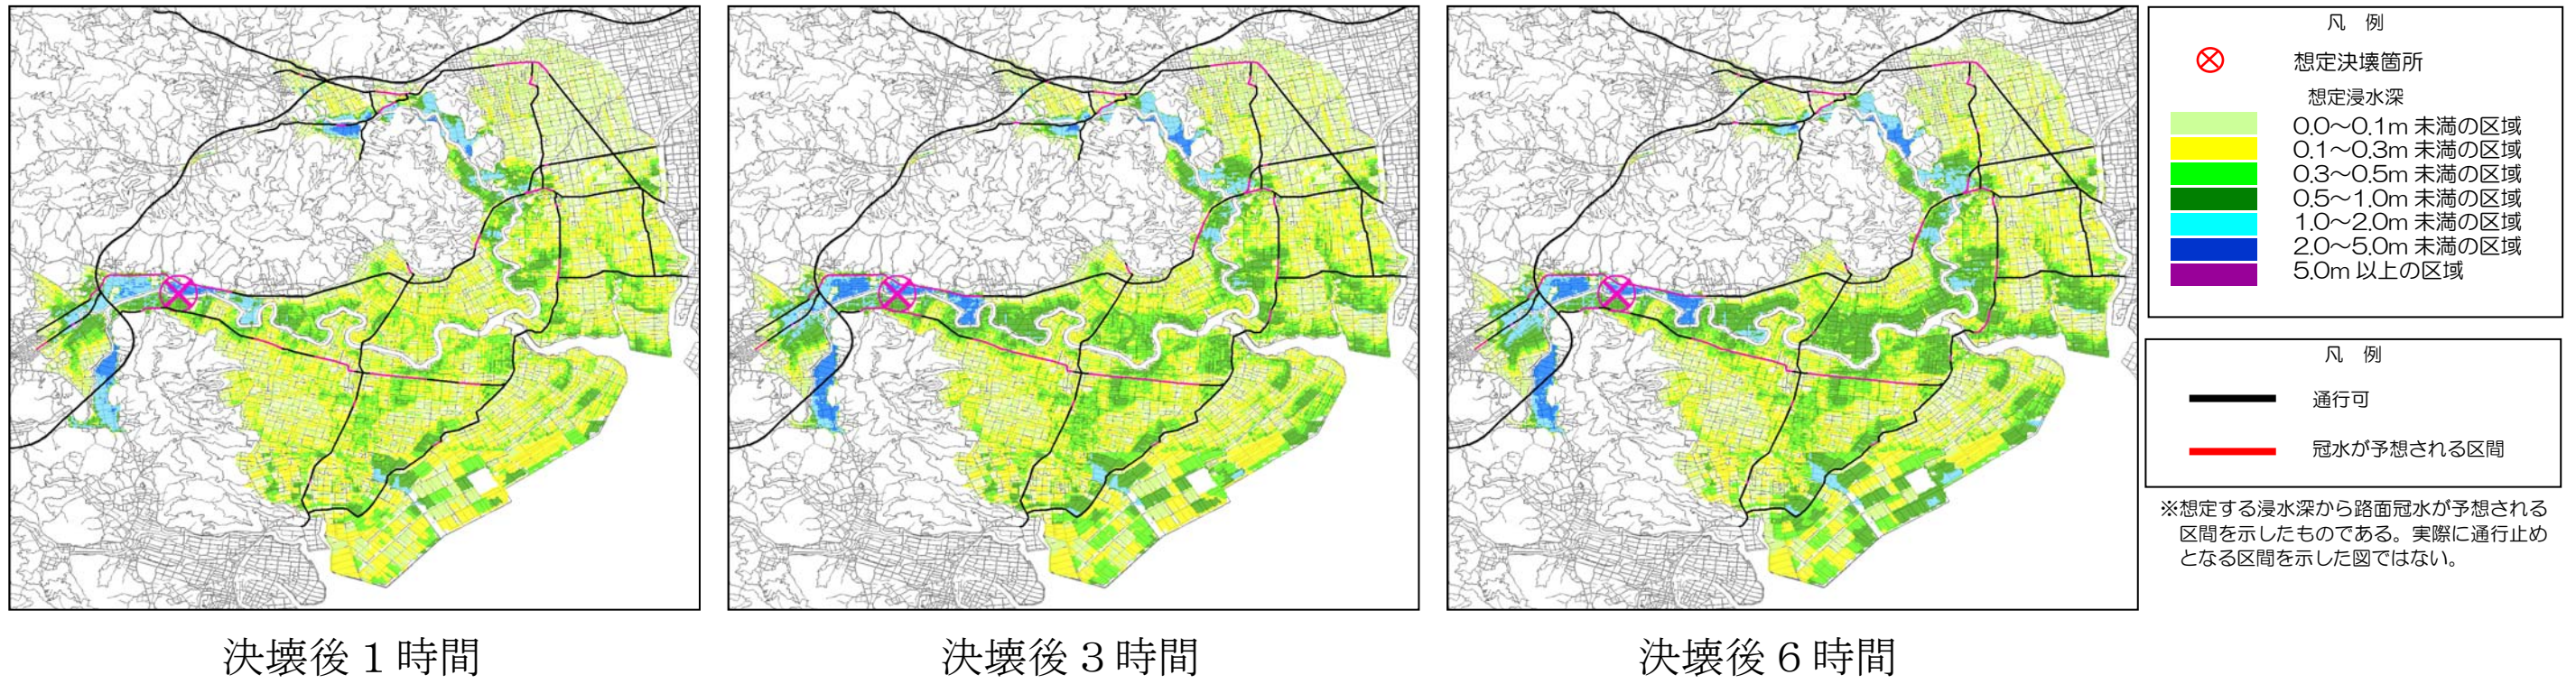 凡 例
想定決壊箇所
想定浸水深
0.0～0.1m 未満の区域
0.1～0.3m 未満の区域
0.3～0.5m 未満の区域
0.5～1.0m 未満の区域
1.0～2.0m 未満の区域
2.0～5.0m 未満の区域
5.0m 以上の区域
凡 例
通行可
冠水が予想される区間
※想定する浸水深から路面冠水が予想される
区間を示したものである。実際に通行止め
となる区間を示した図ではない。
決壊後１時間
決壊後３時間
決壊後６時間